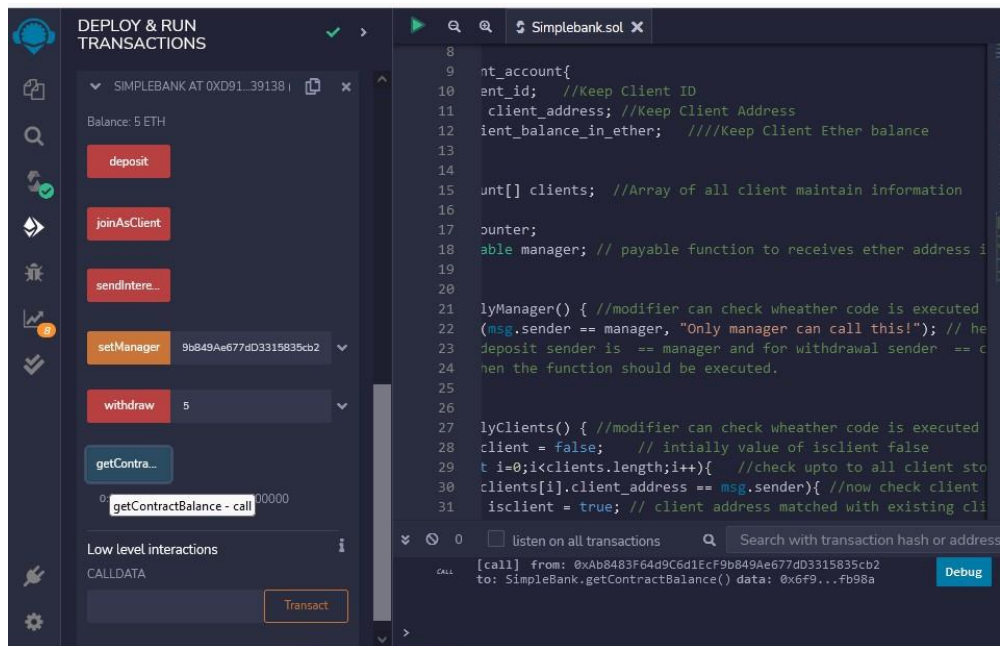 DEPLOY & RUN
TRANSACTIONS
SIMPLEBANK AT 0XD91...39138 (
Balance: 5 ETH
deposit
joinAsClient
sendIntere...
setManager 9b849Ae677dD3315835cb2
withdraw 5
getContra...
0: 00000
getContractBalance - call
Low level interactions
CALLDATA
Transact
8
Simplebank.sol
8
9 nt_account{
10 ent_id; //Keep Client ID
11 client_address; //Keep Client Address
12 ient_balance_in_ether; ////Keep Client Ether balance
13
14
15 unt[] clients; //Array of all client maintain information
16
17 ounter;
18 able manager; // payable function to receives ether address i
19
20
21 lyManager() { //modifier can check wheather code is executed
22 (msg.sender == manager, "Only manager can call this!"); // he
23 deposit sender is == manager and for withdrawal sender == c
24 hen the function should be executed.
25
26
27 lyClients() { //modifier can check wheather code is executed
28 client = false; // intially value of isclient false
29 t i=0;i<clients.length;i++){ //check upto to all client sto
30 clients[i].client_address == msg.sender){ //now check client
31 isclient = true; // client address matched with existing cli
0 listen on all transactions Search with transaction hash or address
CALL [call] from: 0xAb8483F64d9C6d1EcF9b849Ae677dD3315835cb2
to: SimpleBank.getContractBalance() data: 0x6f9...fb98a
Debug
>